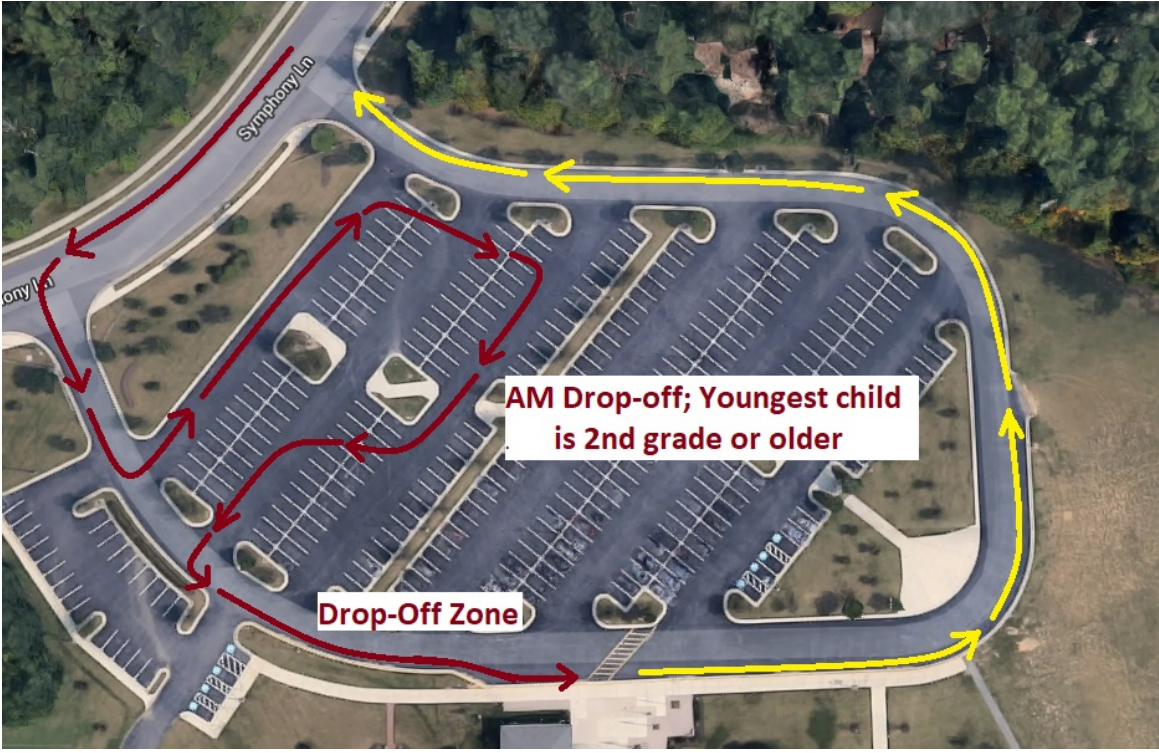 Symphony Ln
ony Ln
AM Drop-off; Youngest child
is 2nd grade or older
Drop-Off Zone